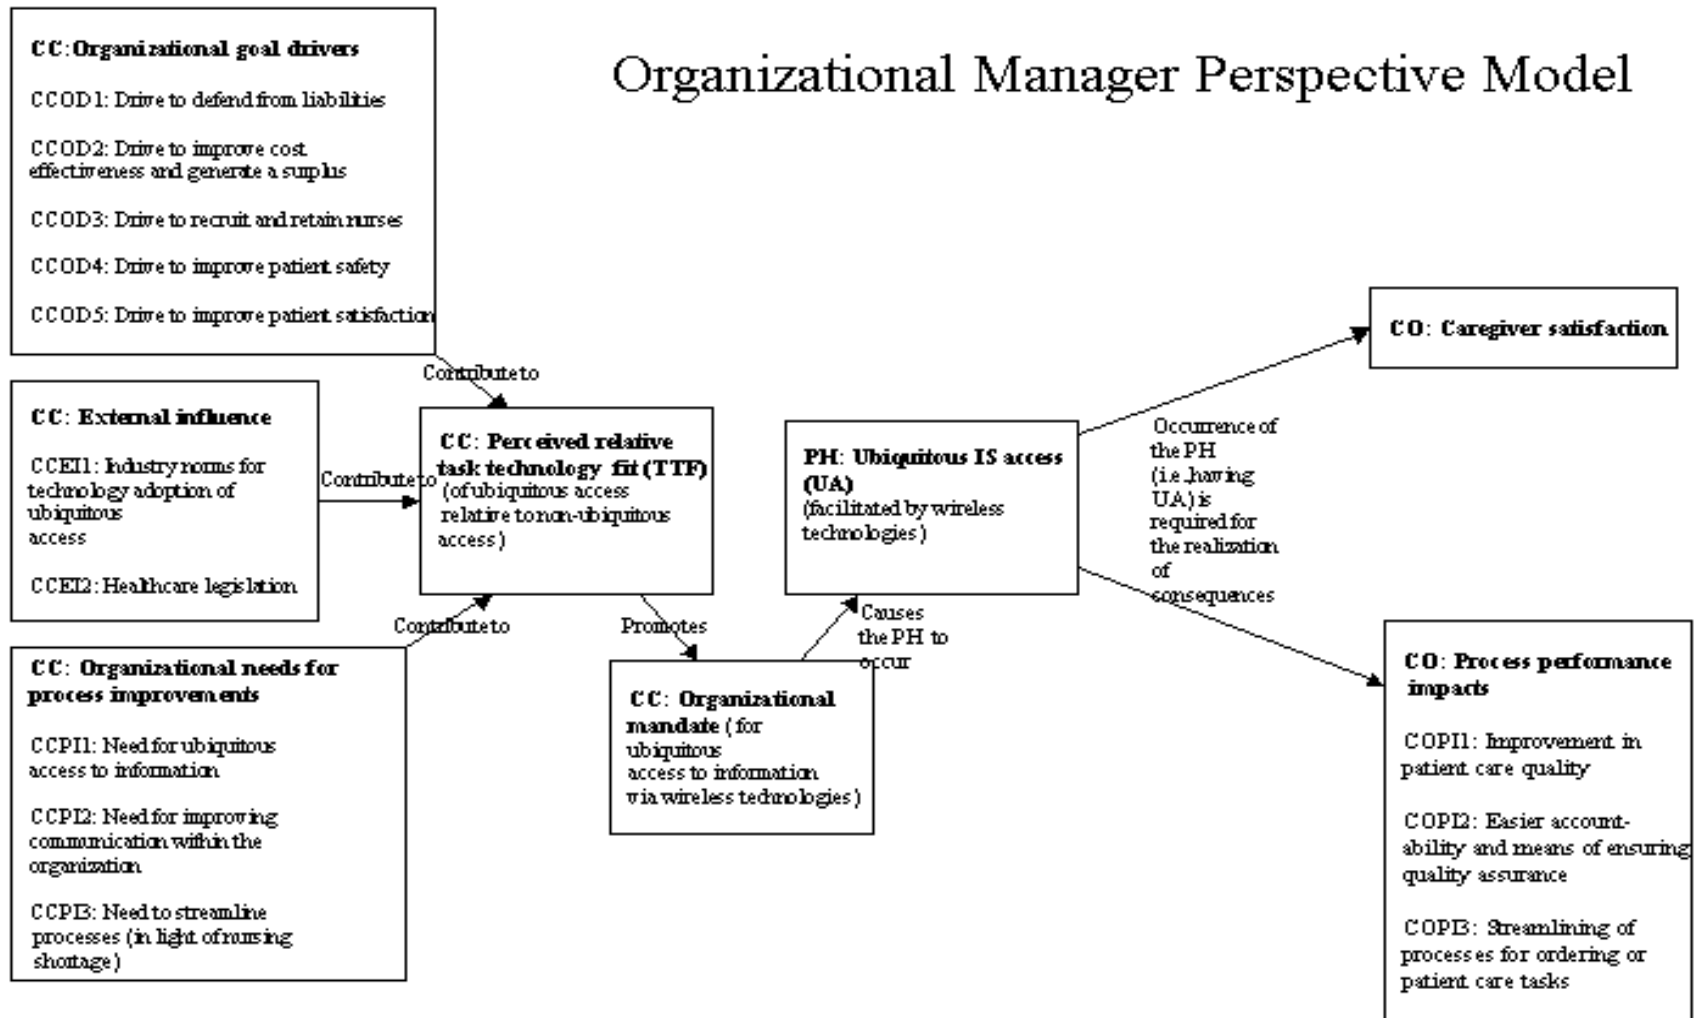 Organizational Manager Perspective Model
CC:Organizational goal drivers
CCOD1: Drive to defend from liabilities
CCOD2: Drive to improve cost
effectiveness and generate a surplus
CCOD3: Drive to recruit and retain nurses
CCOD4: Drive to improve patient safety
CCOD5: Drive to improve patient satisfaction
Contribute to
CC: External influence
CCEI1: Industry norms for
technology adoption of
ubiquitous
access
CCEI2: Healthcare legislation
Contribute to
CC: Organizational needs for
process improvements
CCPI1: Need for ubiquitous
access to information
CCPI2: Need for improving
communication within the
organization
CCPI3: Need to streamline
processes (in light of nursing
shortage)
Contribute to
CC: Perceived relative
task technology fit (TTF)
(of ubiquitous access
relative to non-ubiquitous
access)
Promotes
CC: Organizational
mandate (for
ubiquitous
access to information
via wireless technologies)
Causes
the PH to
occur
PH: Ubiquitous IS access
(UA)
(facilitated by wireless
technologies)
Occurrence of
the PH
(i.e.,having
UA) is
required for
the realization
of
consequences
CO: Caregiver satisfaction
CO: Process performance
impacts
COPI1: Improvement in
patient care quality
COPI2: Easier account-
ability and means of ensuring
quality assurance
COPI3: Streamlining of
processes for ordering or
patient care tasks